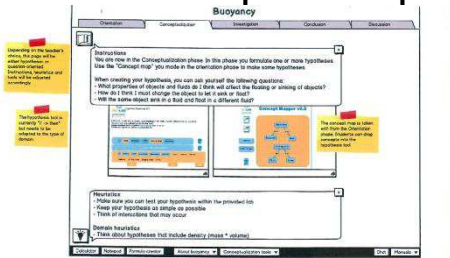 Buoyancy
Orientation
Conceptualization
Investigation
Conclusion
Discussion
Instructions
You are now in the Conceptualization phase. In this phase you formulate one or more hypotheses.
Use the "Concept map" you made in the orientation phase to make some hypotheses
When creating your hypothesis, you can ask yourself the following questions:
- What properties of objects and fluids do I think will affect the floating or sinking of objects?
- How do I think I must change the object to let it sink or float?
- Will the same object sink in a fluid and float in a different fluid?
Depending on the teacher's
choice, this page will be
either hypotheses or
question oriented.
Instructions, heuristics and
tools will be adjusted
accordingly
The hypothesis tool is
currently "if -> then"
but needs to be
adapted to the type of
domain.
Concept Mapper v0.2
The concept map is taken
with from the Orientation
phase. Students can drag
concepts into the
hypothesis tool.
Heuristics
- Make sure you can test your hypothesis within the provided lab
- Keep your hypothesis as simple as possible
- Think of interactions that may occur
Domain heuristics
- Think about hypotheses that include density (mass * volume)
Calculator
Notepad
Formula creator
About buoyancy
Conceptualization tools
Chat
Manuals